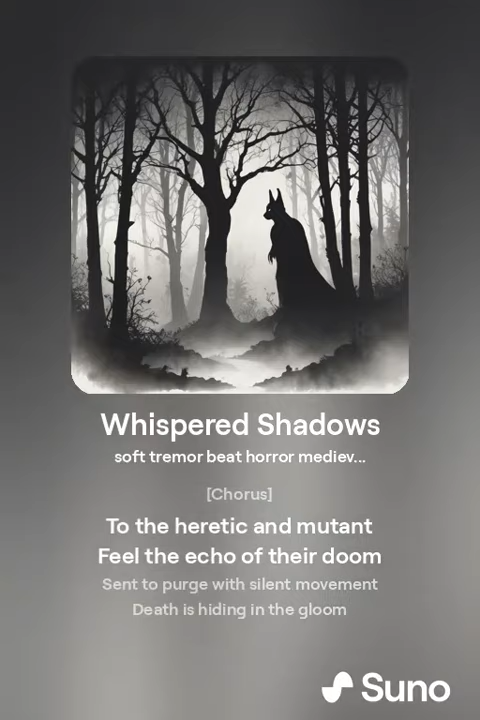 Whispered Shadows
soft tremor beat horror mediev...
[Chorus]
To the heretic and mutant
Feel the echo of their doom
Sent to purge with silent movement
Death is hiding in the gloom
Suno